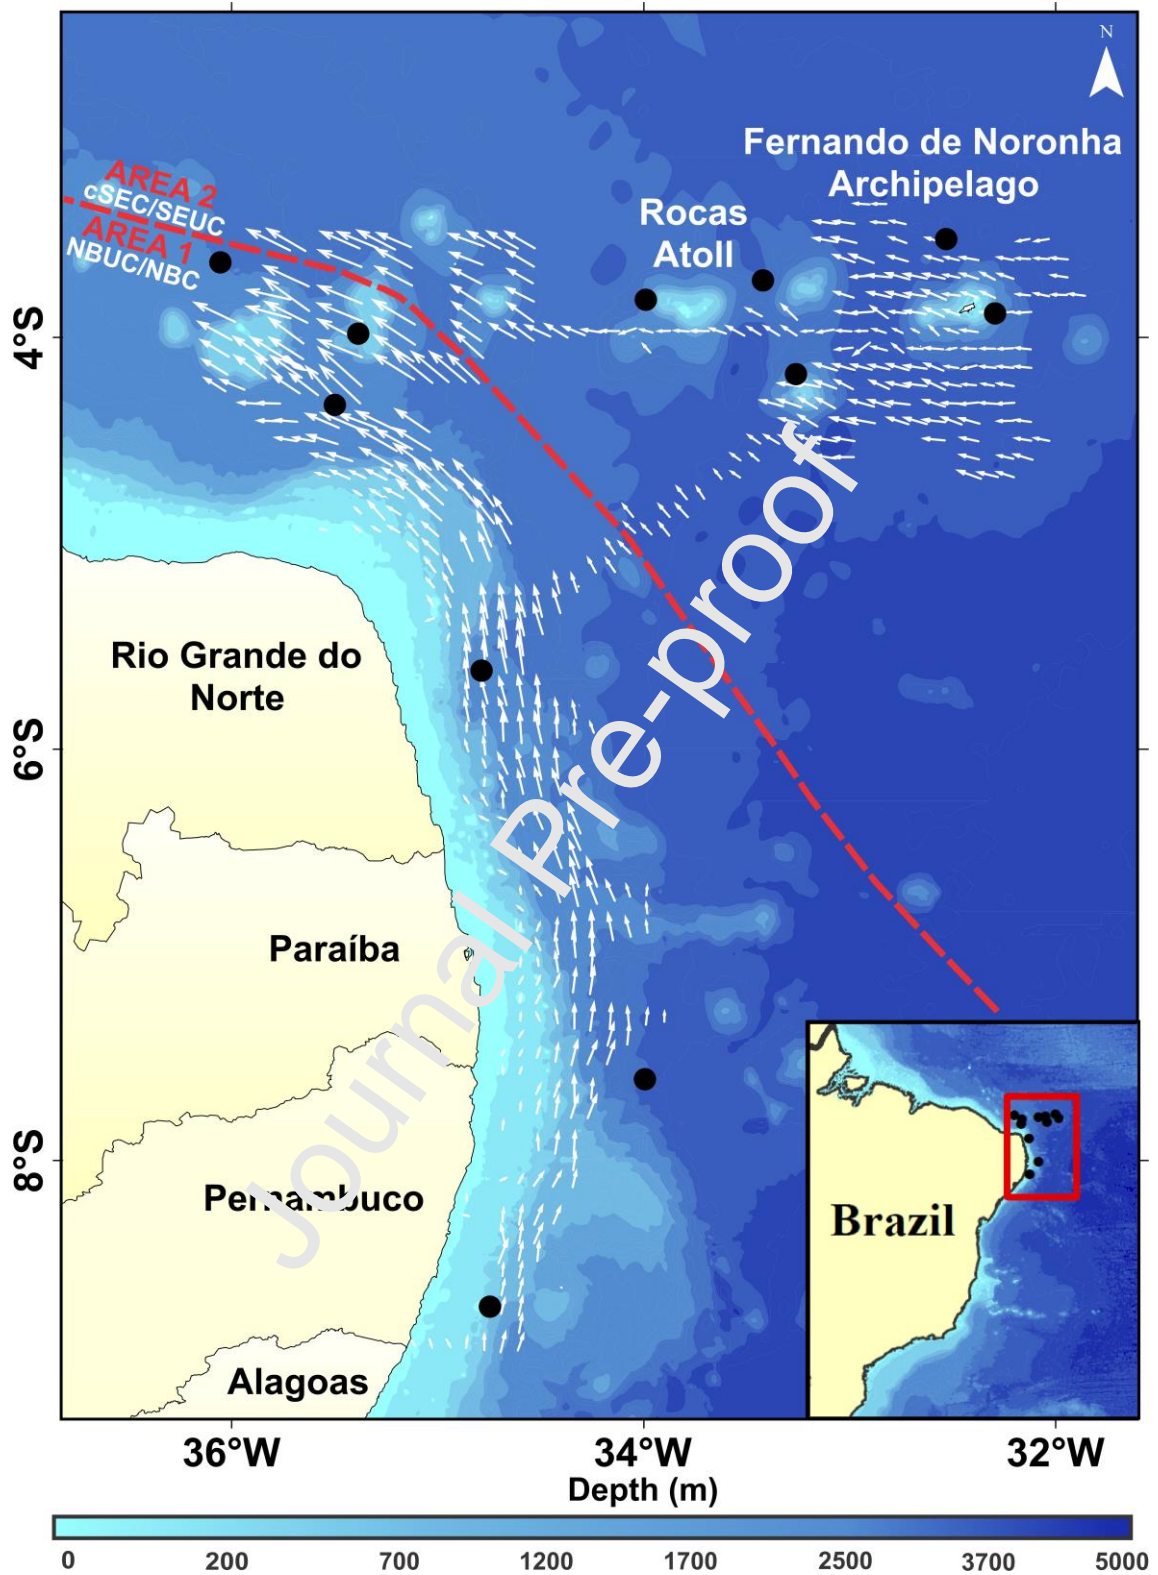 N
Fernando de Noronha
Archipelago
Rocas
Atoll
AREA 2
cSEC/SEUC
AREA 1
NBUC/NBC
4°S
6°S
8°S
Rio Grande do
Norte
Paraíba
Pernambuco
Alagoas
Journal Pre-proof
Brazil
36°W
34°W
32°W
Depth (m)
0
200
700
1200
1700
2500
3700
5000